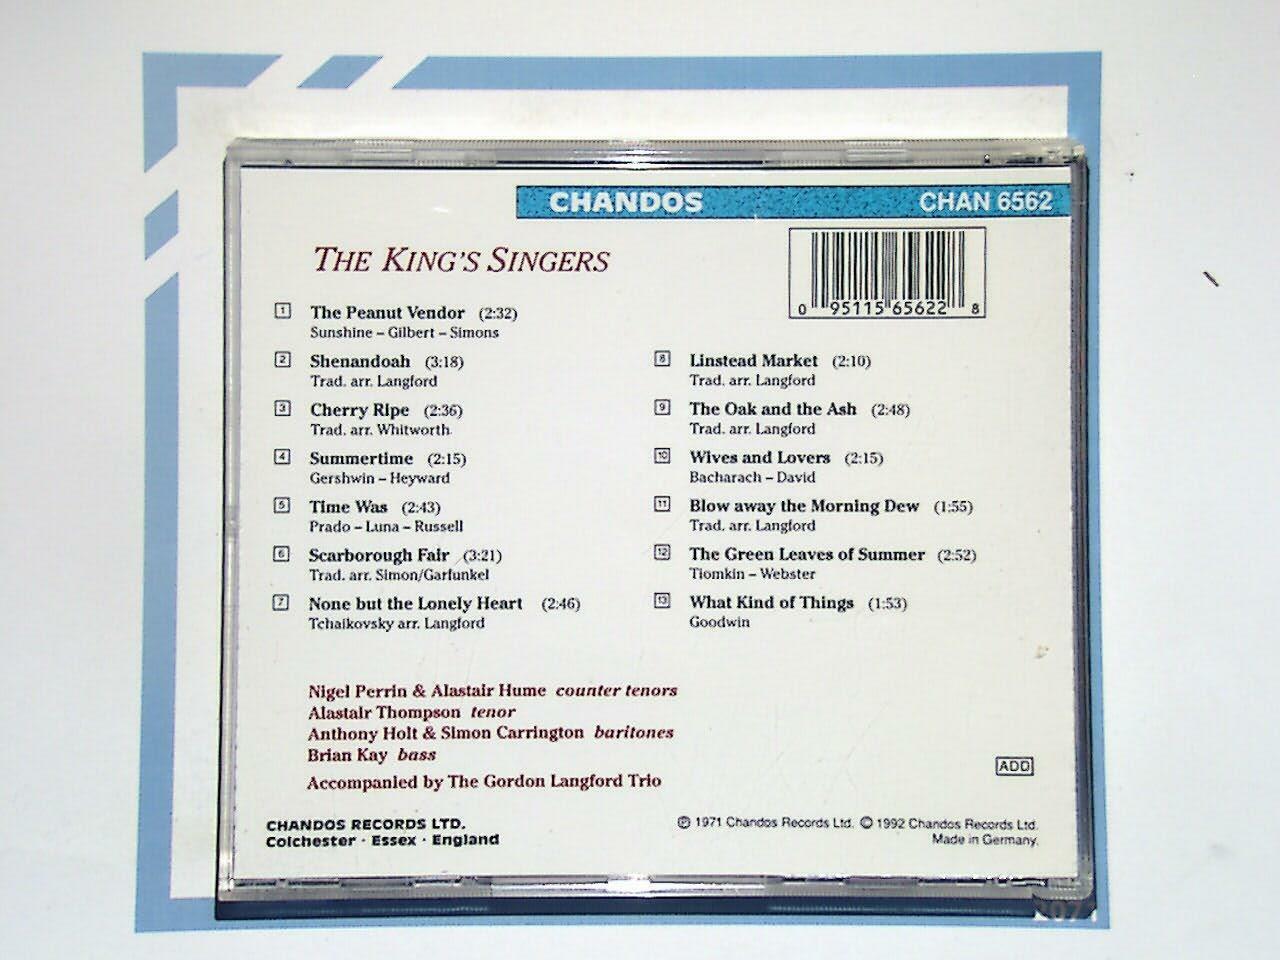 CHANDOS CHAN 6562
THE KING'S SINGERS
0 95115 65622 8
1 The Peanut Vendor (2:32)
Sunshine – Gilbert – Simons
2 Shenandoah (3:18)
Trad. arr. Langford
3 Cherry Ripe (2:36)
Trad. arr. Whitworth
4 Summertime (2:15)
Gershwin – Heyward
5 Time Was (2:43)
Prado – Luna – Russell
6 Scarborough Fair (3:21)
Trad. arr. Simon/Garfunkel
7 None but the Lonely Heart (2:46)
Tchaikovsky arr. Langford
8 Linstead Market (2:10)
Trad. arr. Langford
9 The Oak and the Ash (2:48)
Trad. arr. Langford
10 Wives and Lovers (2:15)
Bacharach – David
11 Blow away the Morning Dew (1:55)
Trad. arr. Langford
12 The Green Leaves of Summer (2:52)
Tiomkin – Webster
13 What Kind of Things (1:53)
Goodwin
Nigel Perrin & Alastair Hume counter tenors
Alastair Thompson tenor
Anthony Holt & Simon Carrington baritones
Brian Kay bass
Accompanied by The Gordon Langford Trio
ADD
CHANDOS RECORDS LTD.
Colchester · Essex · England
℗ 1971 Chandos Records Ltd. © 1992 Chandos Records Ltd.
Made in Germany.